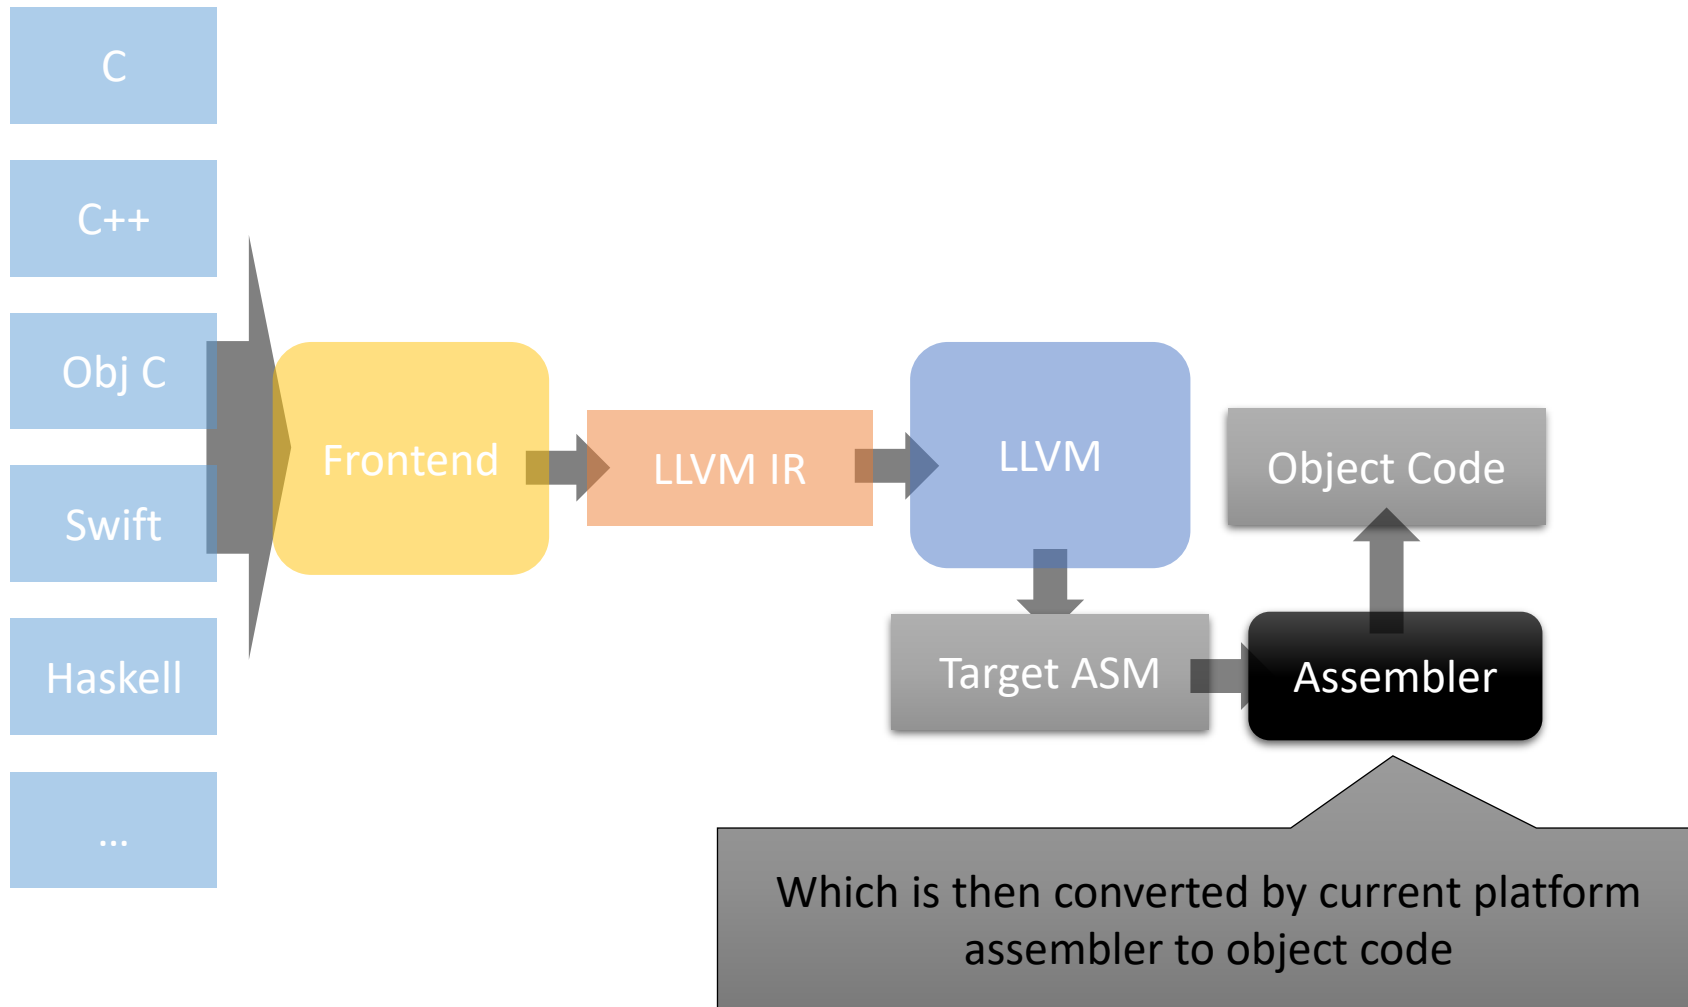 C
C++
Obj C
Swift
Haskell
...
Frontend
LLVM IR
LLVM
Object Code
Target ASM
Assembler
Which is then converted by current platform
assembler to object code